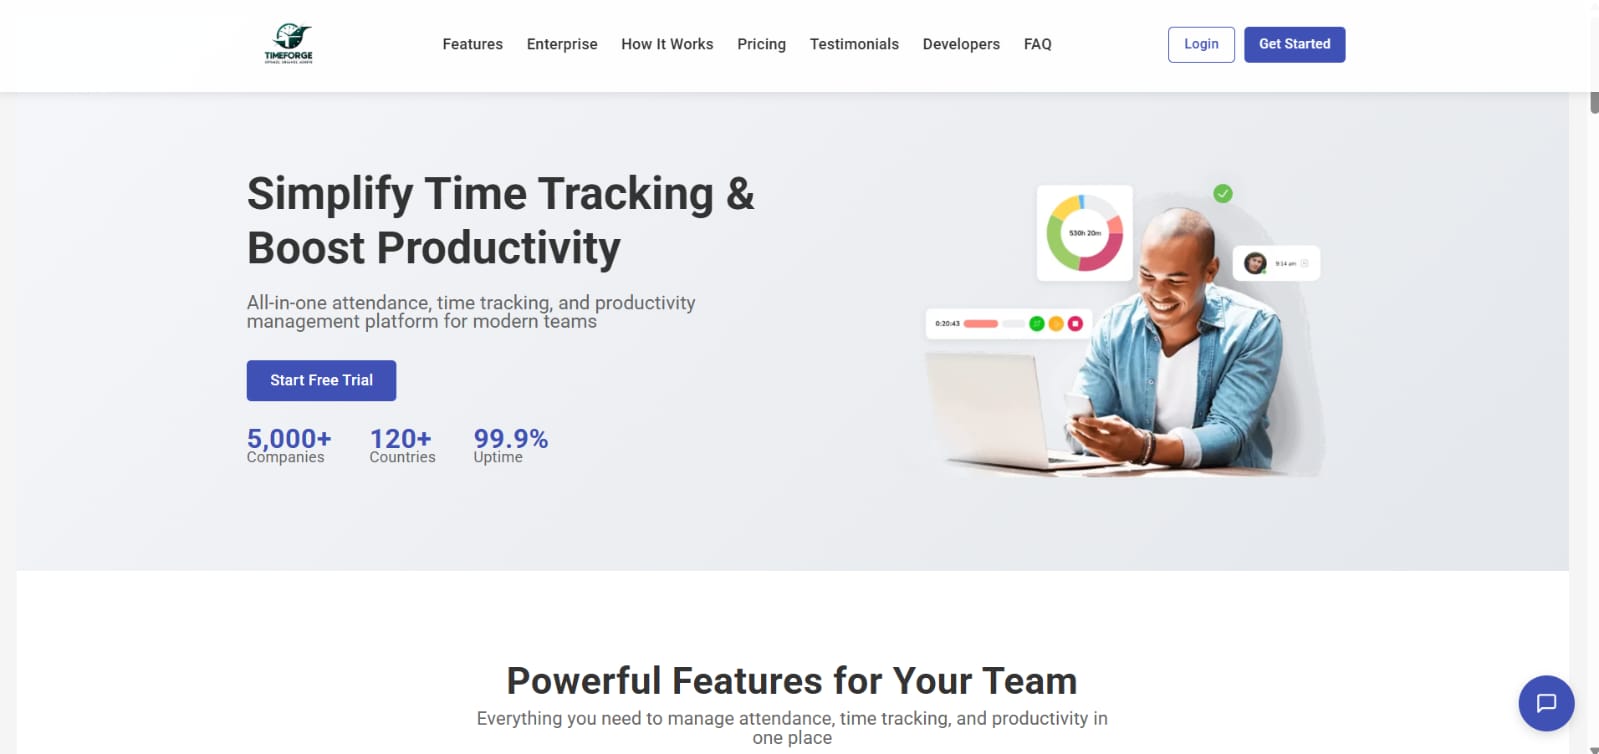 TIMEFORGE
Features
Enterprise
How It Works
Pricing
Testimonials
Developers
FAQ
Login
Get Started
Simplify Time Tracking &
Boost Productivity
All-in-one attendance, time tracking, and productivity
management platform for modern teams
Start Free Trial
5,000+
Companies
120+
Countries
99.9%
Uptime
530h 20m
9:14 am
0:20:43
Powerful Features for Your Team
Everything you need to manage attendance, time tracking, and productivity in
one place